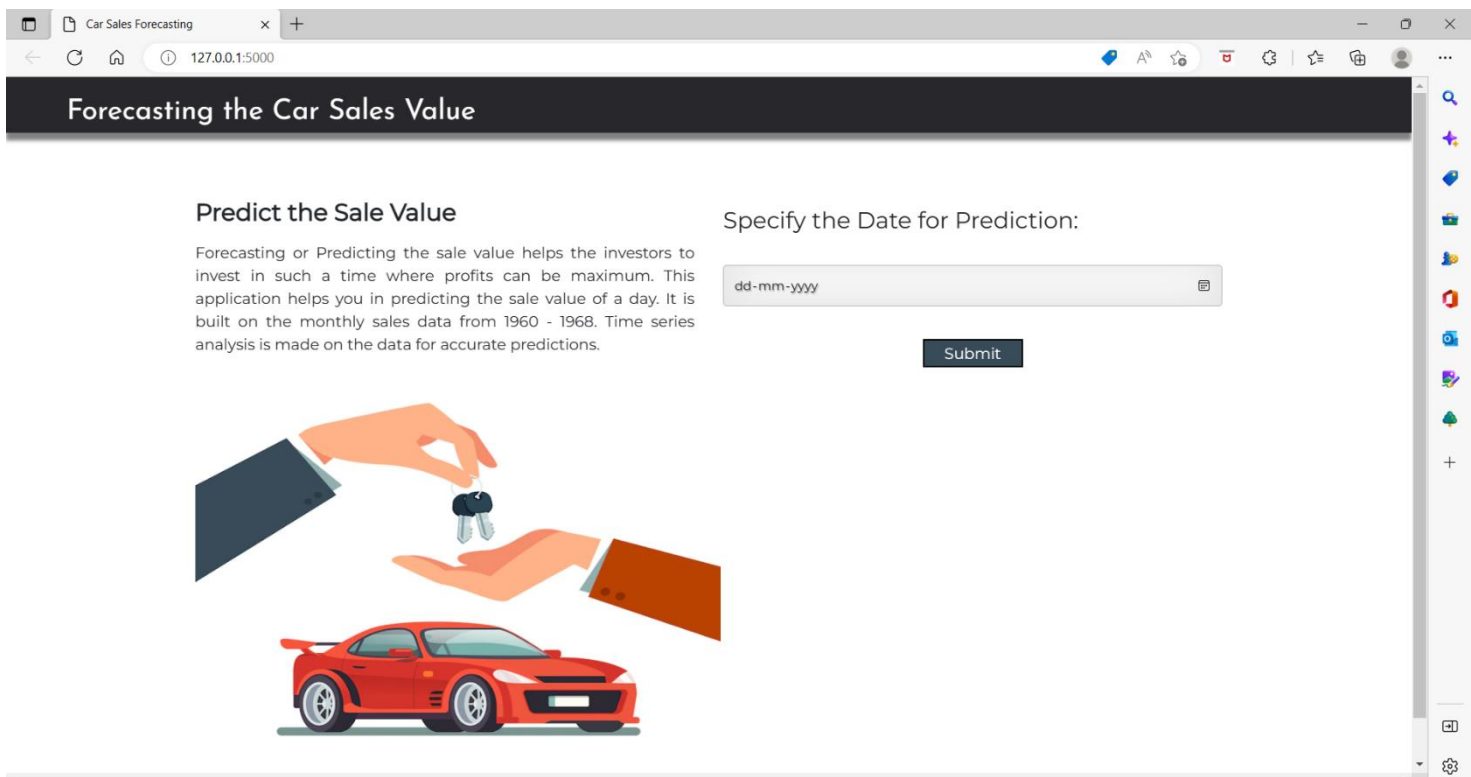 Car Sales Forecasting
127.0.0.1:5000
Forecasting the Car Sales Value
Predict the Sale Value
Forecasting or Predicting the sale value helps the investors to
invest in such a time where profits can be maximum. This
application helps you in predicting the sale value of a day. It is
built on the monthly sales data from 1960 - 1968. Time series
analysis is made on the data for accurate predictions.
Specify the Date for Prediction:
dd-mm-yyyy
Submit